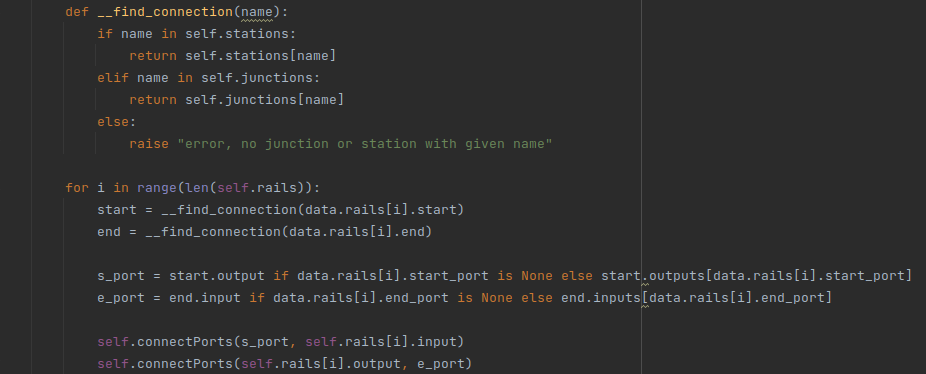 def __find_connection(name):
if name in self.stations:
return self.stations[name]
elif name in self.junctions:
return self.junctions[name]
else:
raise "error, no junction or station with given name"
for i in range(len(self.rails)):
start = __find_connection(data.rails[i].start)
end = __find_connection(data.rails[i].end)
s_port = start.output if data.rails[i].start_port is None else start.outputs[data.rails[i].start_port]
e_port = end.input if data.rails[i].end_port is None else end.inputs[data.rails[i].end_port]
self.connectPorts(s_port, self.rails[i].input)
self.connectPorts(self.rails[i].output, e_port)